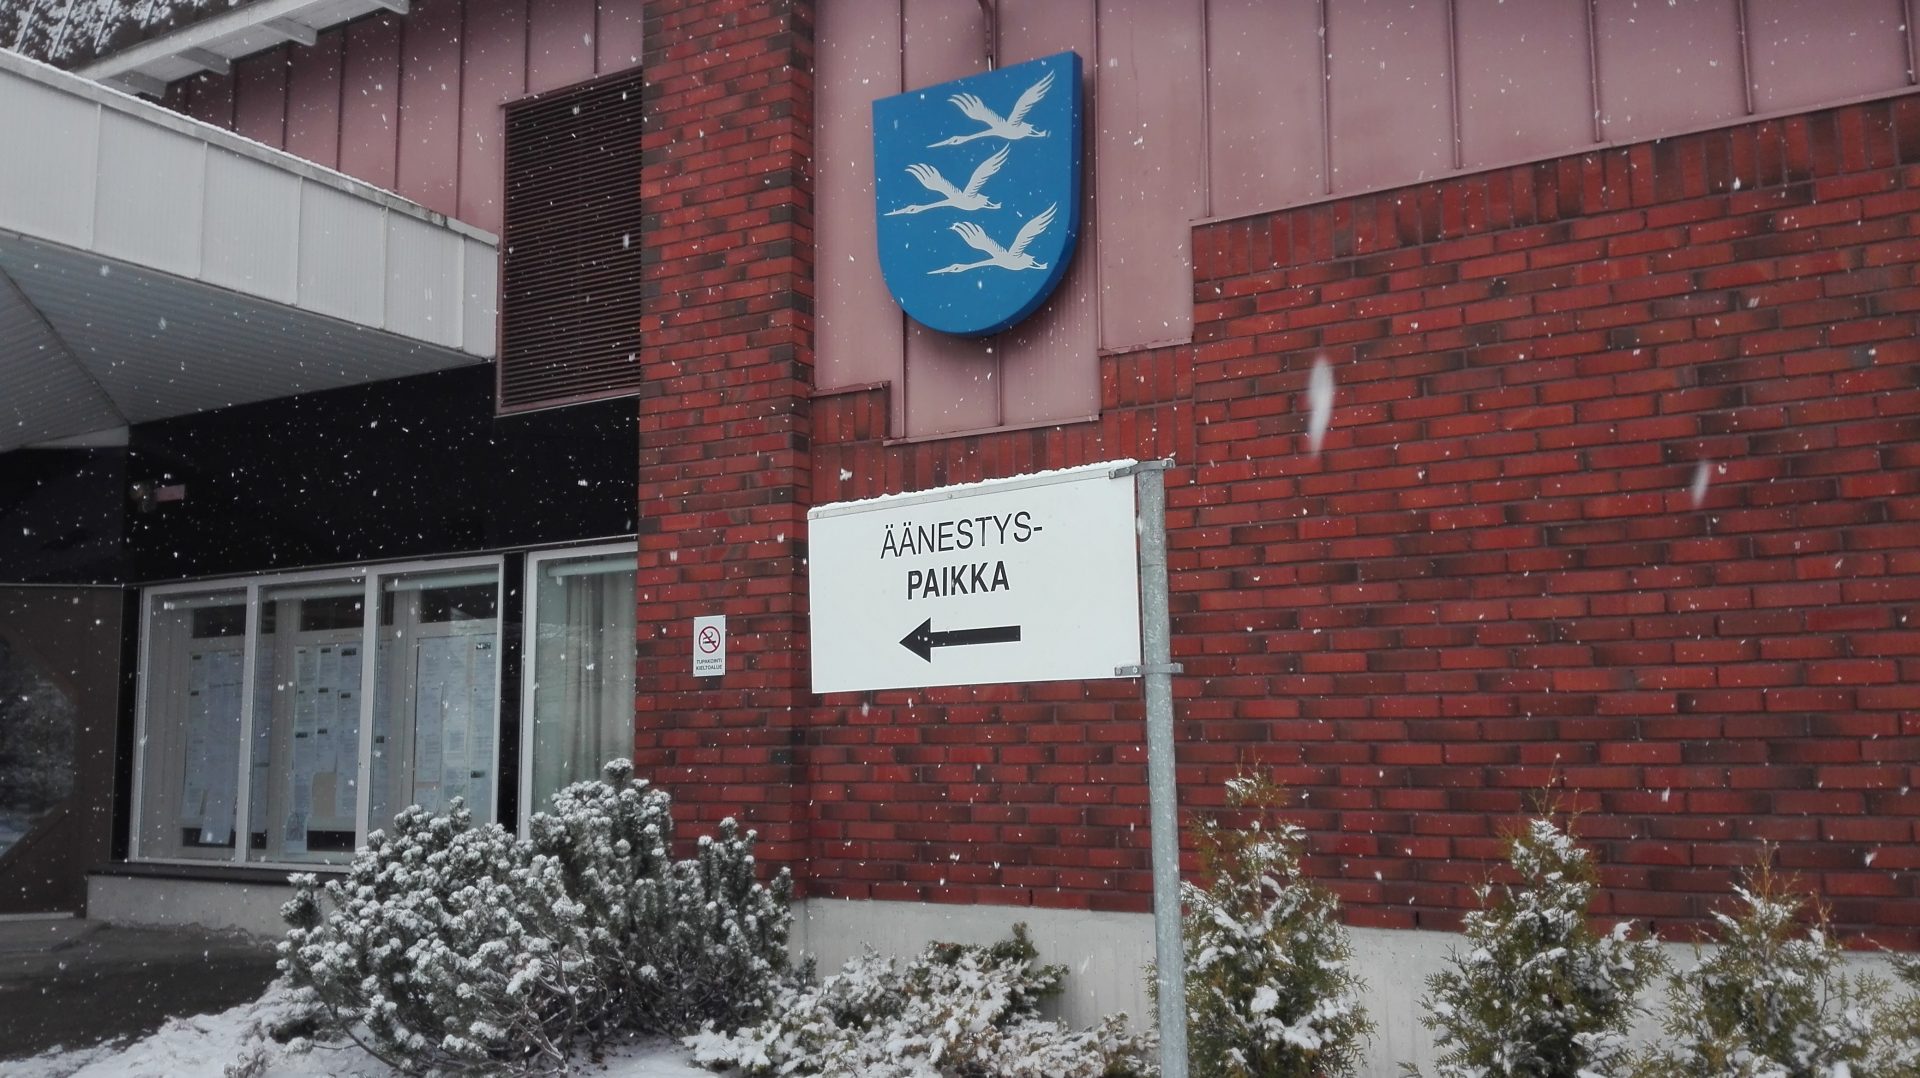 ÄÄNESTYS-
PAIKKA
TUPAKOINTI
KIELTOALUE